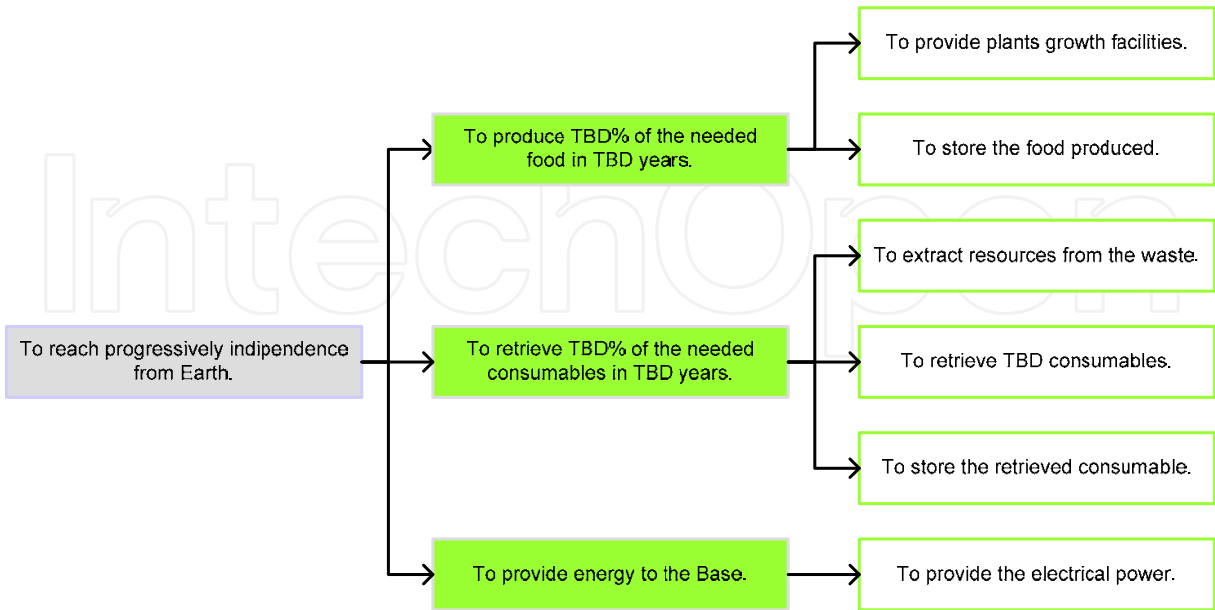 To provide plants growth facilities.
To produce TBD% of the needed
food in TBD years.
To store the food produced.
IntechOpen
To extract resources from the waste.
To reach progressively indipendence
from Earth.
To retrieve TBD% of the needed
consumables in TBD years.
To retrieve TBD consumables.
To store the retrieved consumable.
To provide energy to the Base.
To provide the electrical power.